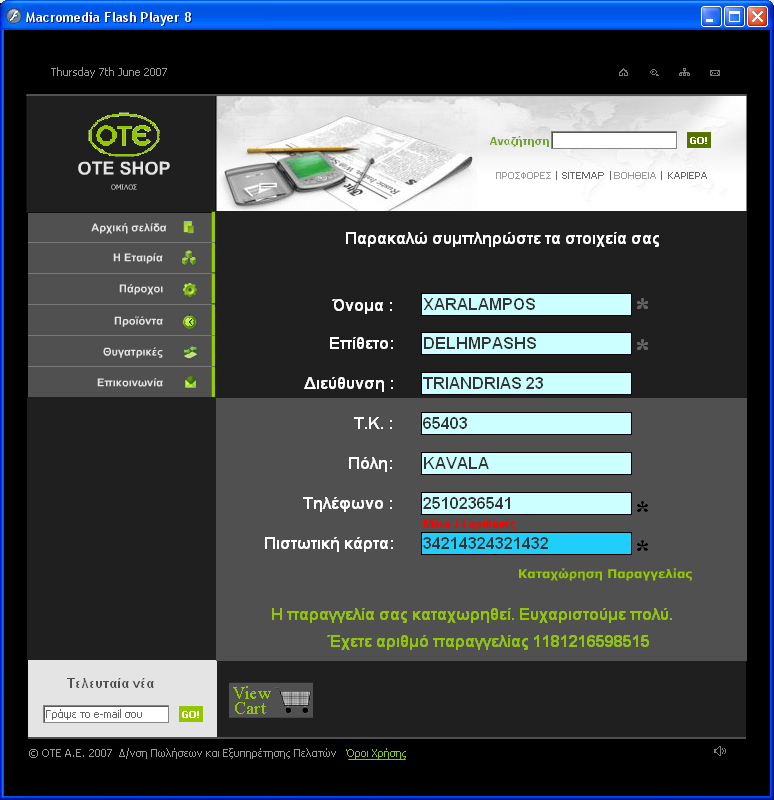 Macromedia Flash Player 8
Thursday 7th June 2007
OTE
OTE SHOP
ΟΜΙΛΟΣ
Αναζήτηση GO!
ΠΡΟΣΦΟΡΕΣ | SITEMAP | ΒΟΗΘΕΙΑ | ΚΑΡΙΕΡΑ
Αρχική σελίδα
Η Εταιρία
Πάροχοι
Προϊόντα
Θυγατρικές
Επικοινωνία
Παρακαλώ συμπληρώστε τα στοιχεία σας
Όνομα : XARALAMPOS *
Επίθετο: DELHMPASHS *
Διεύθυνση : TRIANDRIAS 23
Τ.Κ. : 65403
Πόλη: KAVALA
Τηλέφωνο : 2510236541 *
Πιστωτική κάρτα: 34214324321432 *
Καταχώρηση Παραγγελίας
Η παραγγελία σας καταχωρηθεί. Ευχαριστούμε πολύ.
Έχετε αριθμό παραγγελίας 1181216598515
Τελευταία νέα
Γράψε το e-mail σου GO!
View
Cart
© ΟΤΕ Α.Ε. 2007 Δ/νση Πωλήσεων και Εξυπηρέτησης Πελατών Όροι Χρήσης